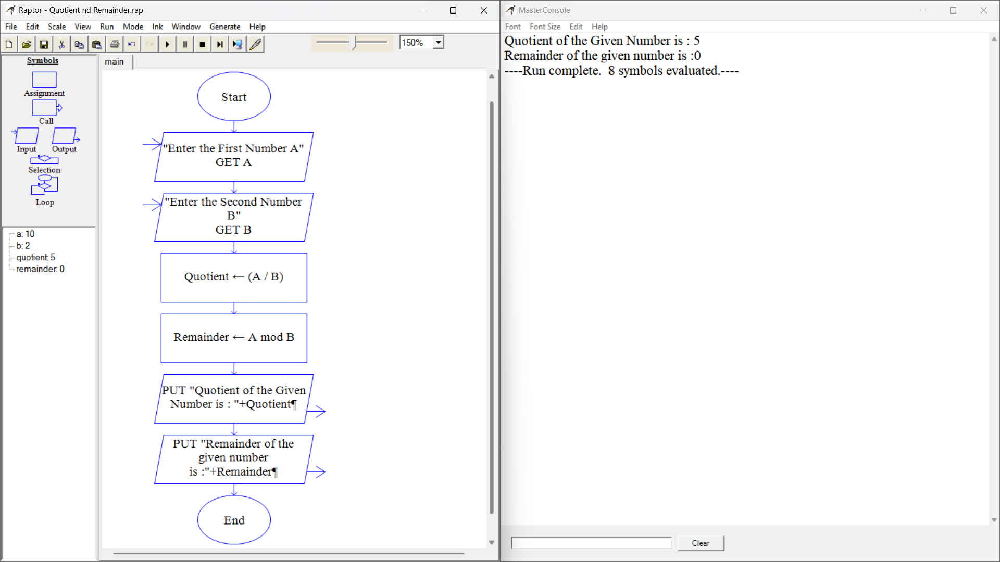 Raptor - Quotient nd Remainder.rap
File Edit Scale View Run Mode Ink Window Generate Help
150%
Symbols
Assignment
Call
Input Output
Selection
Loop
a: 10
b: 2
quotient: 5
remainder: 0
main
Start
"Enter the First Number A"
GET A
"Enter the Second Number
B"
GET B
Quotient ← (A / B)
Remainder ← A mod B
PUT "Quotient of the Given
Number is : "+Quotient¶
PUT "Remainder of the
given number
is :"+Remainder¶
End
MasterConsole
Font Font Size Edit Help
Quotient of the Given Number is : 5
Remainder of the given number is :0
----Run complete.  8 symbols evaluated.----
Clear